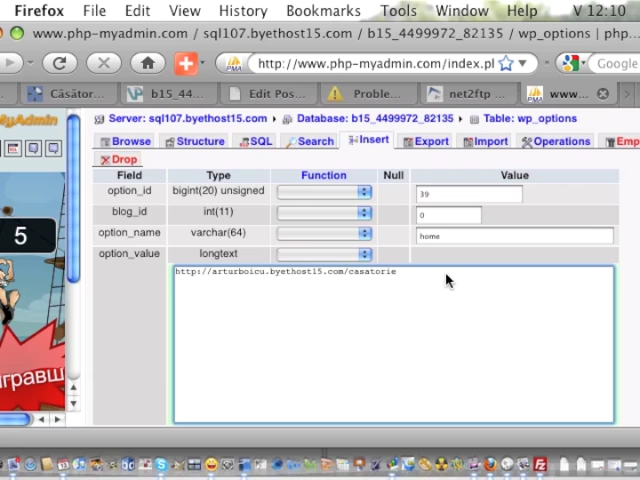 Firefox File Edit View History Bookmarks Tools Window Help V 12:10
www.php-myadmin.com / sql107.byethost15.com / b15_4499972_82135 / wp_options | php...
http://www.php-myadmin.com/index.pl Google
Căsător... b15_44... Edit Pos... Proble... net2ftp ... www...
MyAdmin
Server: sql107.byethost15.com Database: b15_4499972_82135 Table: wp_options
Browse Structure SQL Search Insert Export Import Operations Emp
Drop
Field Type Function Null Value
option_id bigint(20) unsigned 39
blog_id int(11) 0
option_name varchar(64) home
option_value longtext
http://arturboicu.byethost15.com/casatorie
5